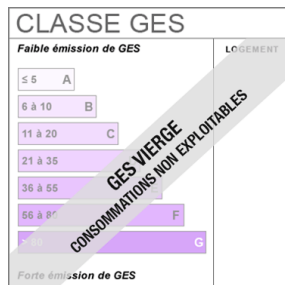 CLASSE GES
Faible émission de GES
LOGEMENT
≤ 5 A
6 à 10 B
11 à 20 C
21 à 35
36 à 55
56 à F
G
GES VIERGE
CONSOMMATIONS NON EXPLOITABLES
Forte émission de GES